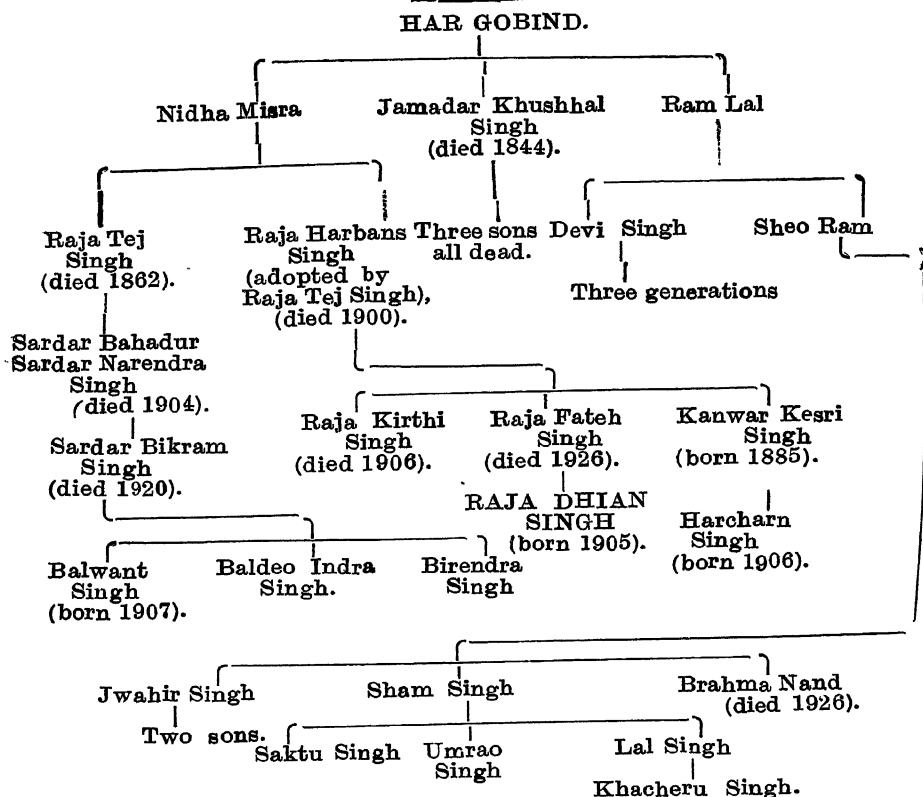 HAR GOBIND.
Nidha Misra
Jamadar Khushhal
Singh
(died 1844).
Ram Lal
Raja Tej
Singh
(died 1862).
Raja Harbans
Singh
(adopted by
Raja Tej Singh),
(died 1900).
Three sons
all dead.
Devi Singh
Sheo Ram
Three generations
Sardar Bahadur
Sardar Narendra
Singh
(died 1904).
Raja Kirthi
Singh
(died 1906).
Raja Fateh
Singh
(died 1926).
Kanwar Kesri
Singh
(born 1885).
Sardar Bikram
Singh
(died 1920).
RAJA DHIAN
SINGH
(born 1905).
Harcharn
Singh
(born 1906).
Balwant
Singh
(born 1907).
Baldeo Indra
Singh.
Birendra
Singh
Jwahir Singh
Sham Singh
Brahma Nand
(died 1926).
Two sons.
Saktu Singh
Umrao
Singh
Lal Singh
Khacheru Singh.